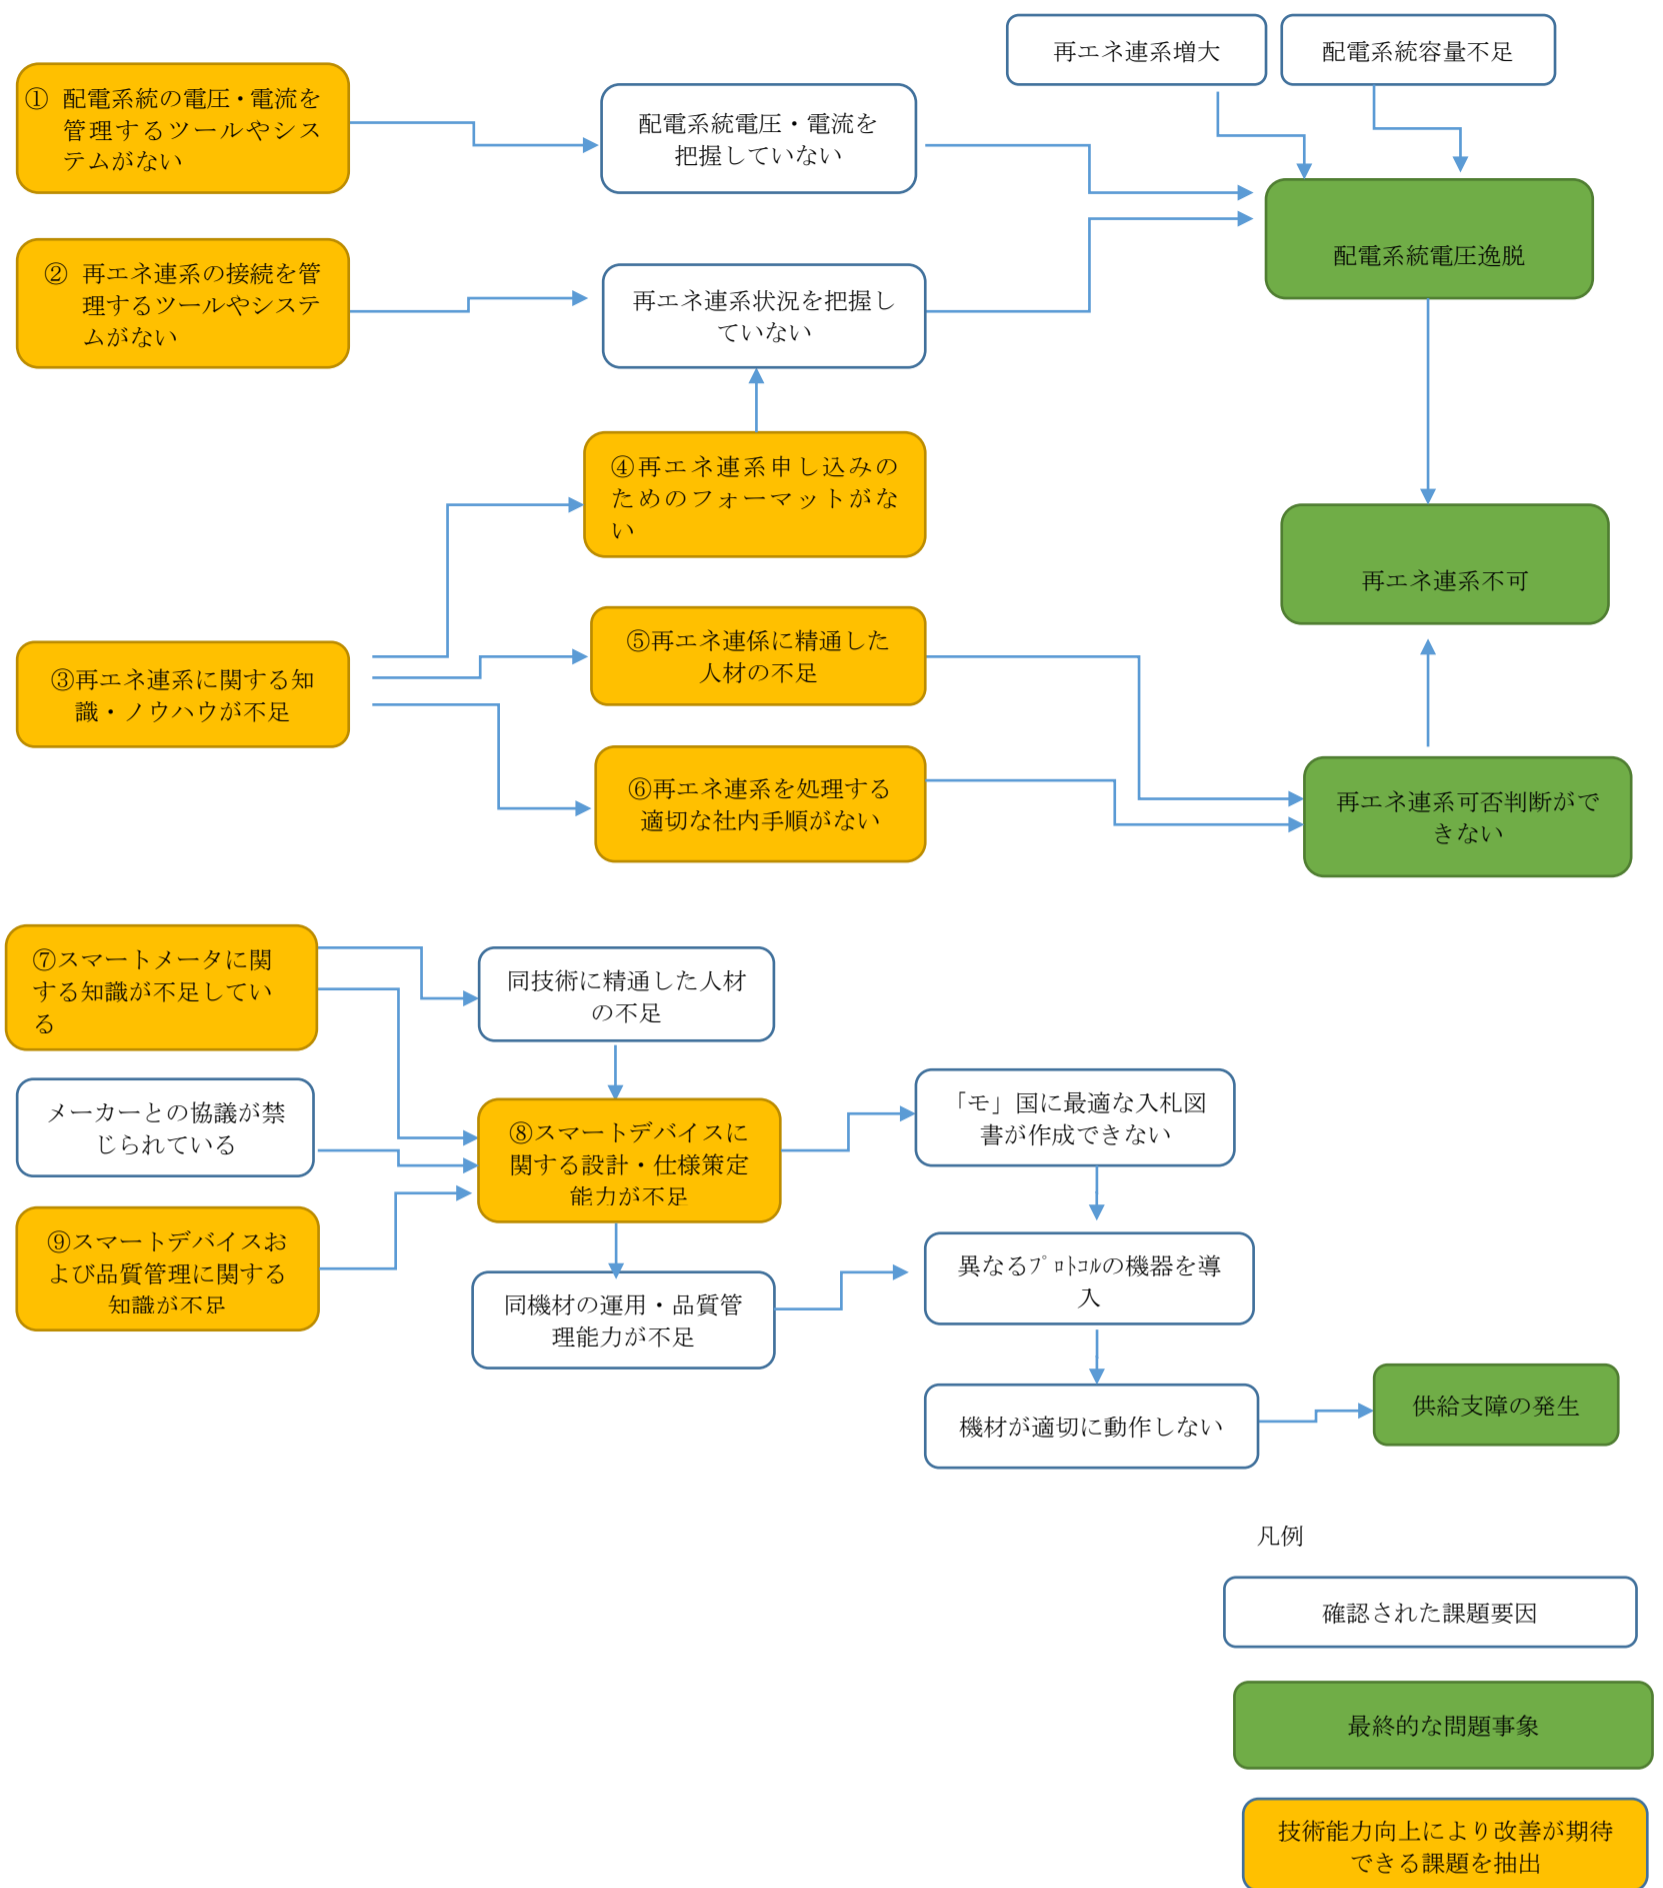 再エネ連系増大
配電系統容量不足
① 配電系統の電圧・電流を
管理するツールやシス
テムがない
配電系統電圧・電流を
把握していない
配電系統電圧逸脱
② 再エネ連系の接続を管
理するツールやシステ
ムがない
再エネ連系状況を把握し
ていない
④再エネ連系申し込みの
ためのフォーマットがな
い
再エネ連系不可
③再エネ連系に関する知
識・ノウハウが不足
⑤再エネ連係に精通した
人材の不足
⑥再エネ連系を処理する
適切な社内手順がない
再エネ連系可否判断がで
きない
⑦スマートメータに関
する知識が不足してい
る
同技術に精通した人材
の不足
メーカーとの協議が禁
じられている
⑧スマートデバイスに
関する設計・仕様策定
能力が不足
「モ」国に最適な入札図
書が作成できない
⑨スマートデバイスお
よび品質管理に関する
知識が不足
同機材の運用・品質管
理能力が不足
異なるﾌﾟﾛﾄｺﾙの機器を導
入
機材が適切に動作しない
供給支障の発生
凡例
確認された課題要因
最終的な問題事象
技術能力向上により改善が期待
できる課題を抽出